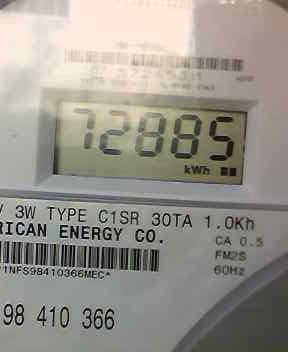 72885
kWh
V 3W TYPE C1SR 30TA 1.0Kh
RICAN ENERGY CO.
CA 0.5
FM2S
60Hz
1NFS98410366MEC*
98 410 366